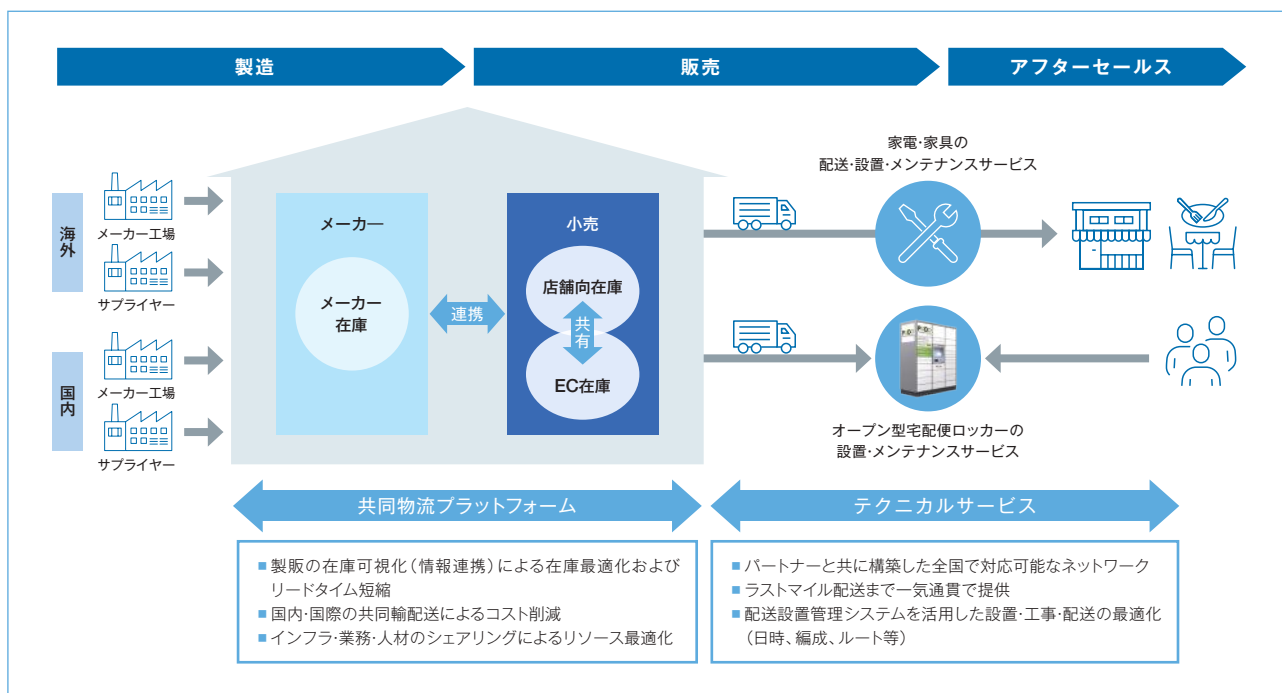 製造
販売
アフターセールス
海外
メーカー工場
サプライヤー
国内
メーカー工場
サプライヤー
メーカー
メーカー
在庫
連携
小売
店舗向在庫
共有
EC在庫
家電・家具の
配送・設置・メンテナンスサービス
オープン型宅配便ロッカーの
設置・メンテナンスサービス
共同物流プラットフォーム
■ 製販の在庫可視化（情報連携）による在庫最適化および
リードタイム短縮
■ 国内・国際の共同輸配送によるコスト削減
■ インフラ・業務・人材のシェアリングによるリソース最適化
テクニカルサービス
■ パートナーと共に構築した全国で対応可能なネットワーク
■ ラストマイル配送まで一気通貫で提供
■ 配送設置管理システムを活用した設置・工事・配送の最適化
（日時、編成、ルート等）